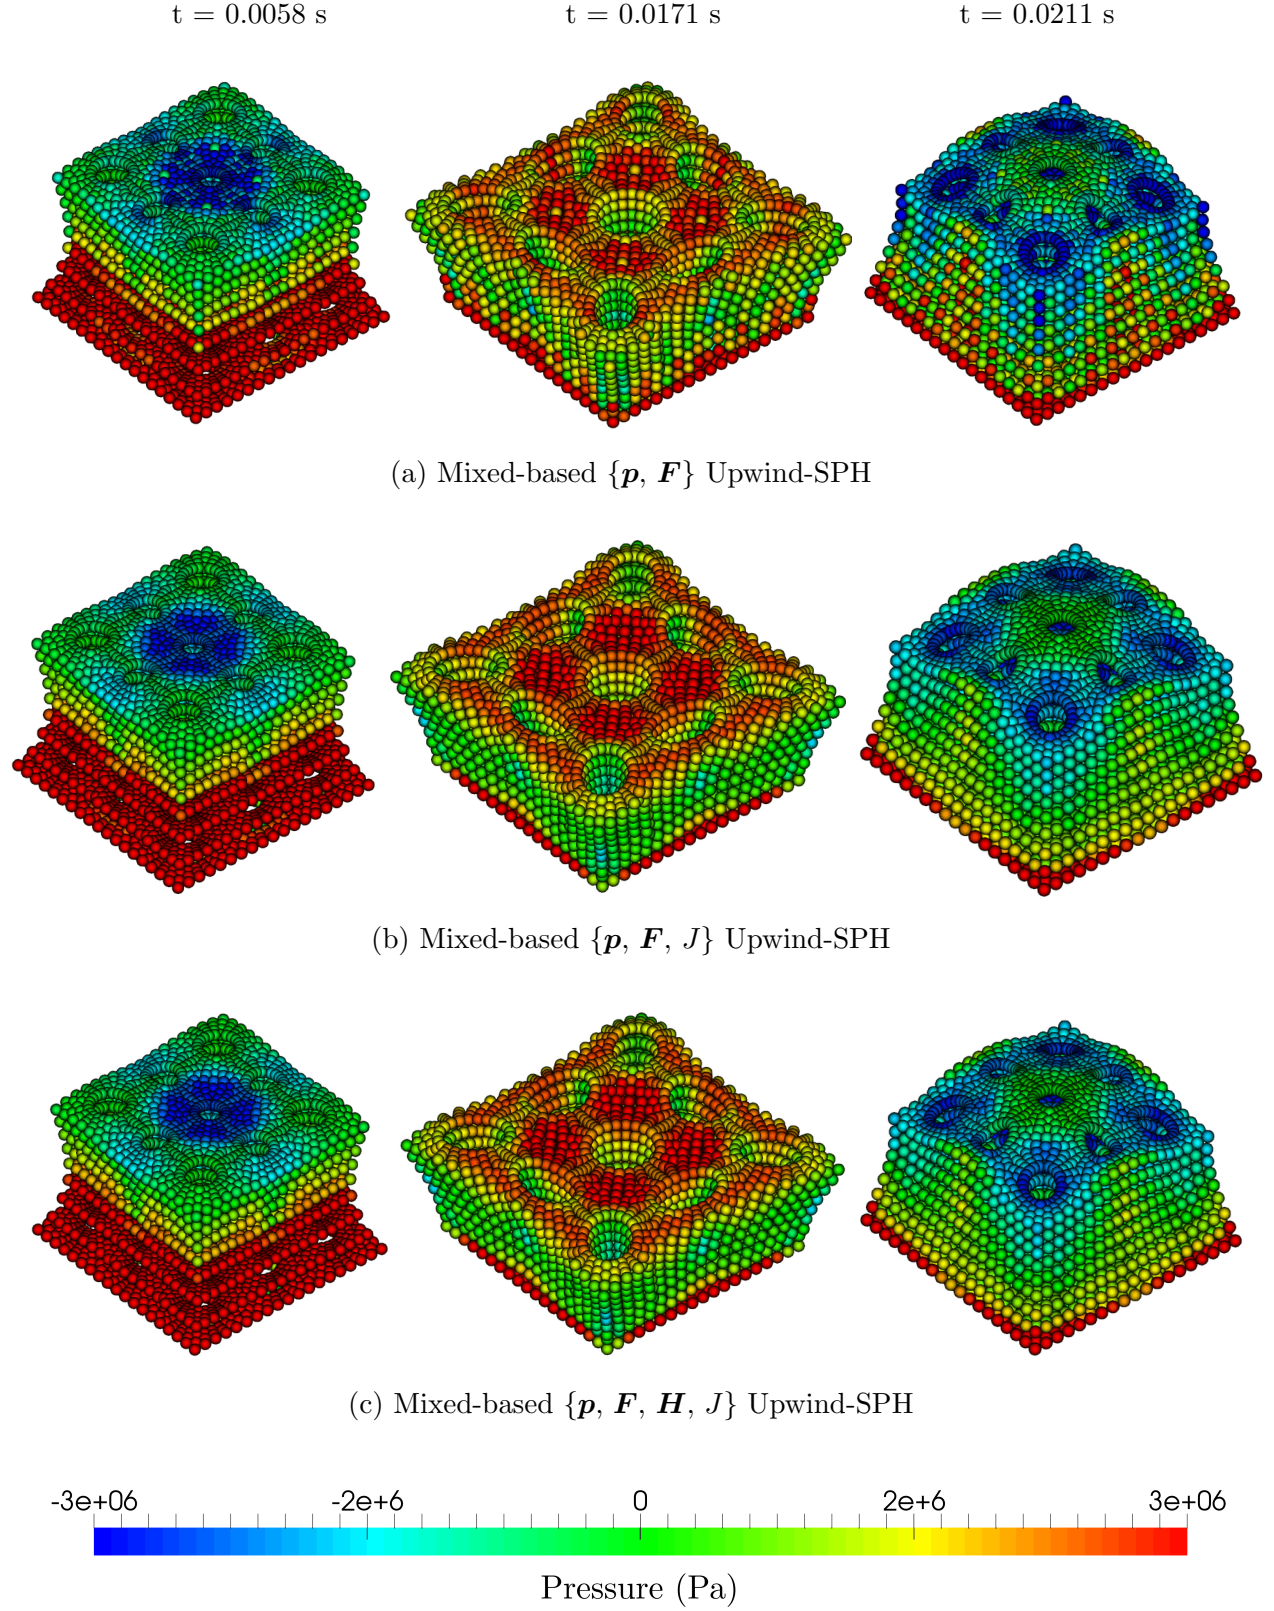 t = 0.0058 s t = 0.0171 s t = 0.0211 s
(a) Mixed-based {p, F} Upwind-SPH
(b) Mixed-based {p, F, J} Upwind-SPH
(c) Mixed-based {p, F, H, J} Upwind-SPH
-3e+06 -2e+6 0 2e+6 3e+06
Pressure (Pa)